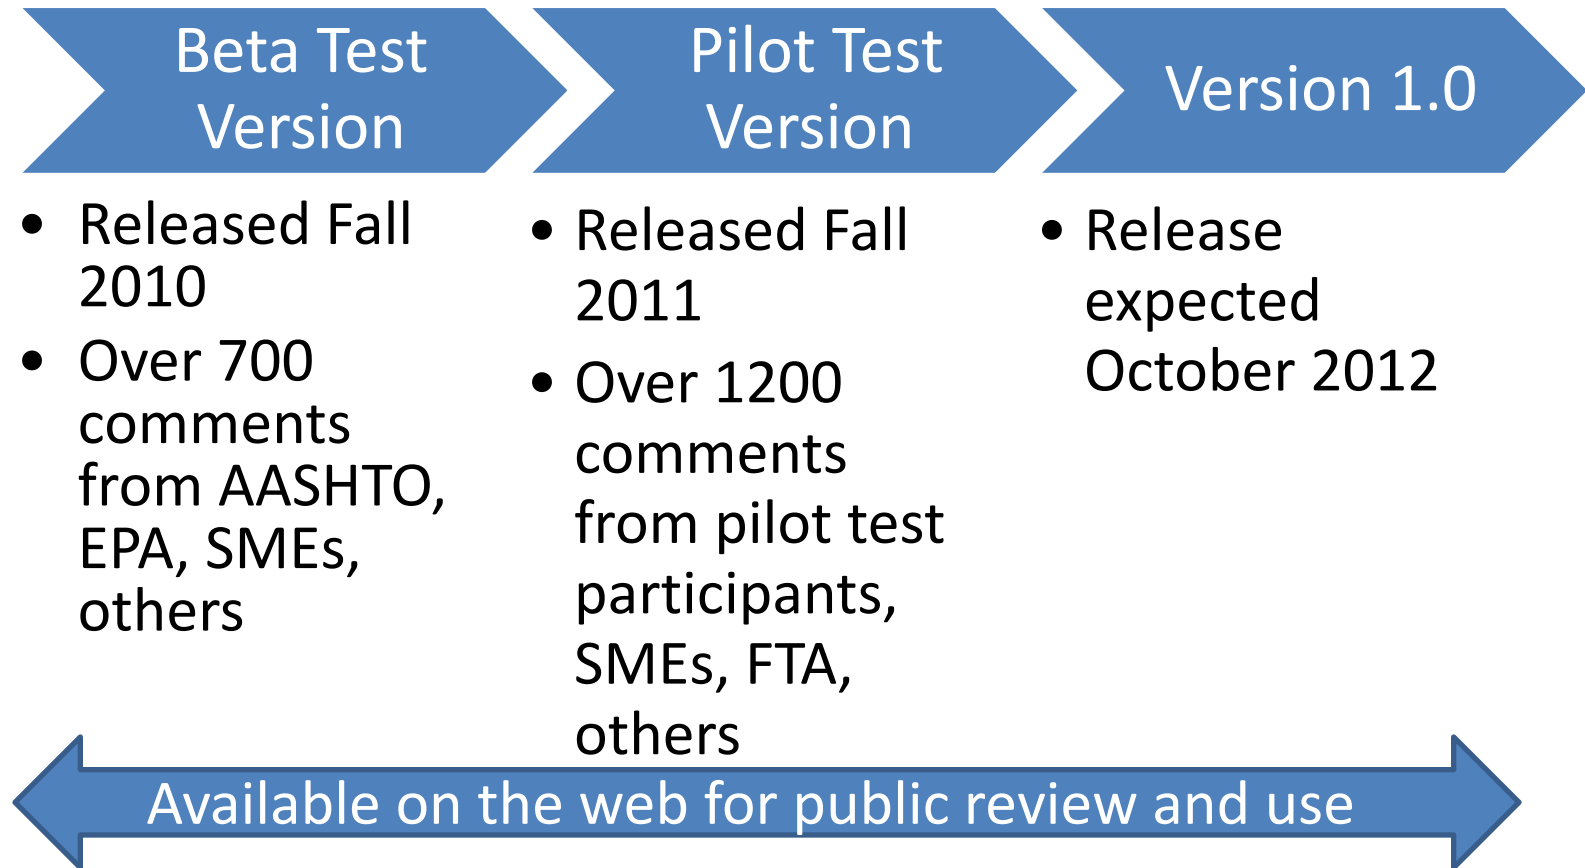 Beta Test
Version
Pilot Test
Version
Version 1.0
• Released Fall
2010
• Over 700
comments
from AASHTO,
EPA, SMEs,
others
• Released Fall
2011
• Over 1200
comments
from pilot test
participants,
SMEs, FTA,
others
• Release
expected
October 2012
Available on the web for public review and use